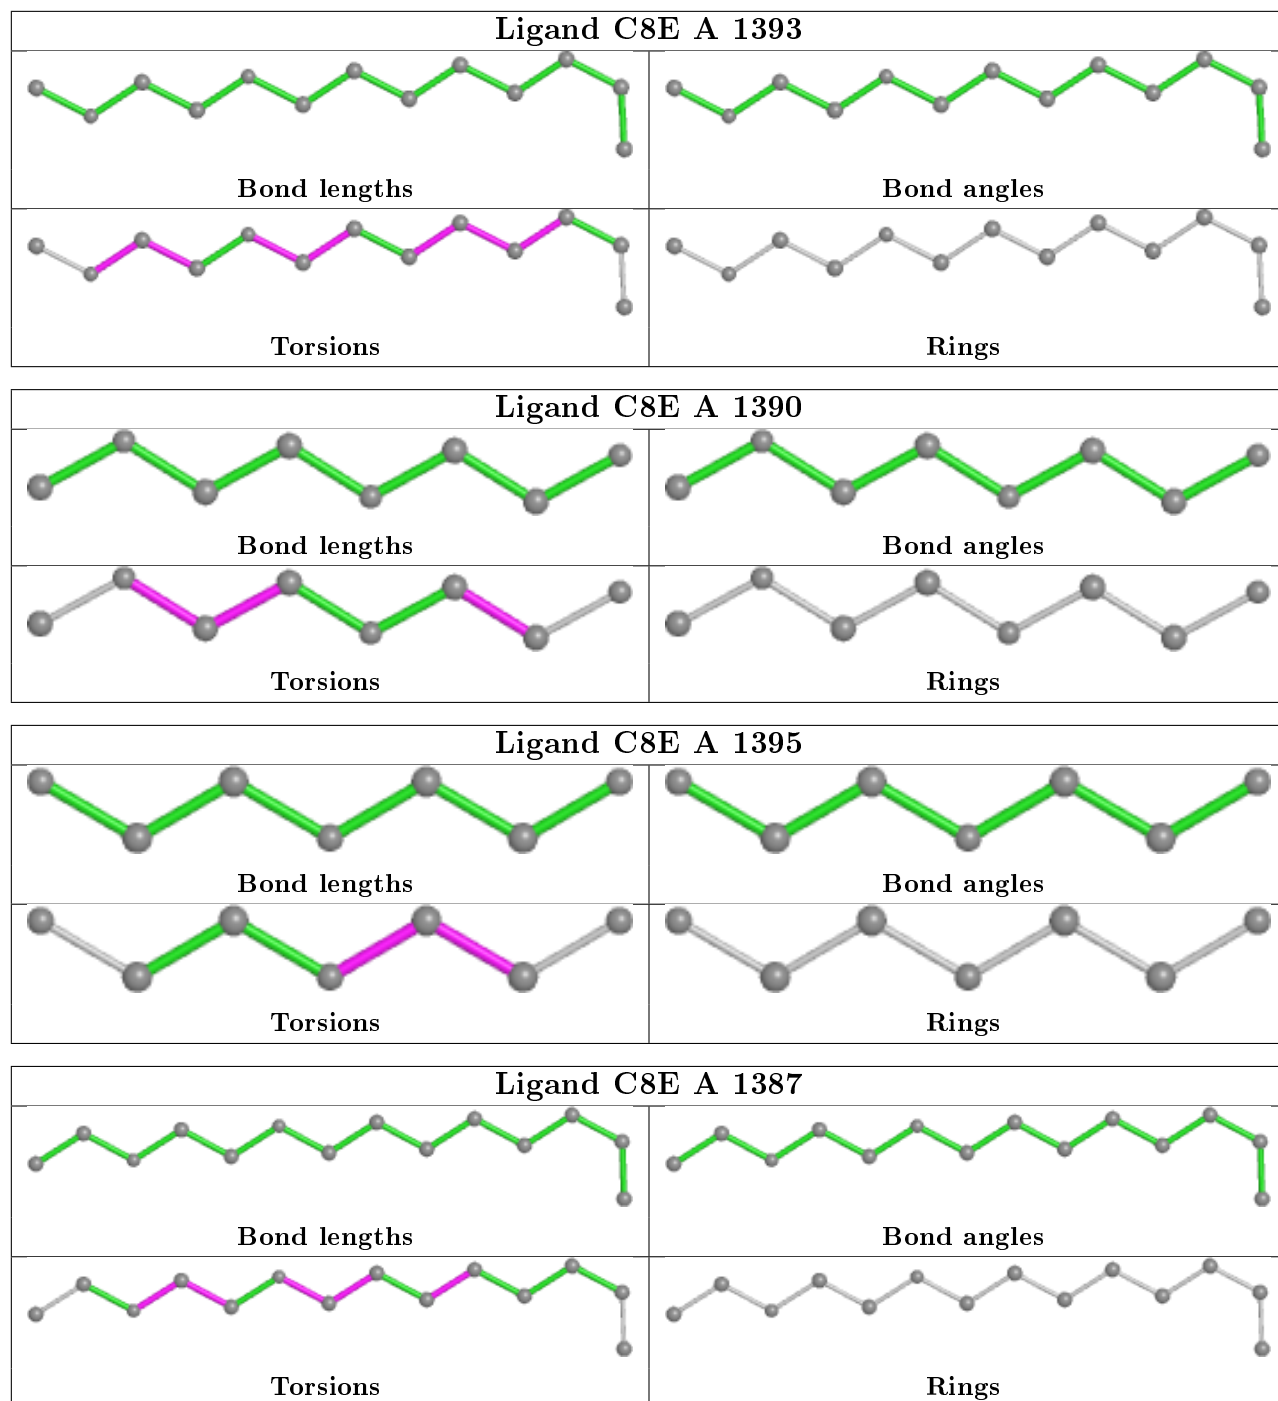 Ligand C8E A 1393
Bond lengths
Bond angles
Torsions
Rings
Ligand C8E A 1390
Bond lengths
Bond angles
Torsions
Rings
Ligand C8E A 1395
Bond lengths
Bond angles
Torsions
Rings
Ligand C8E A 1387
Bond lengths
Bond angles
Torsions
Rings